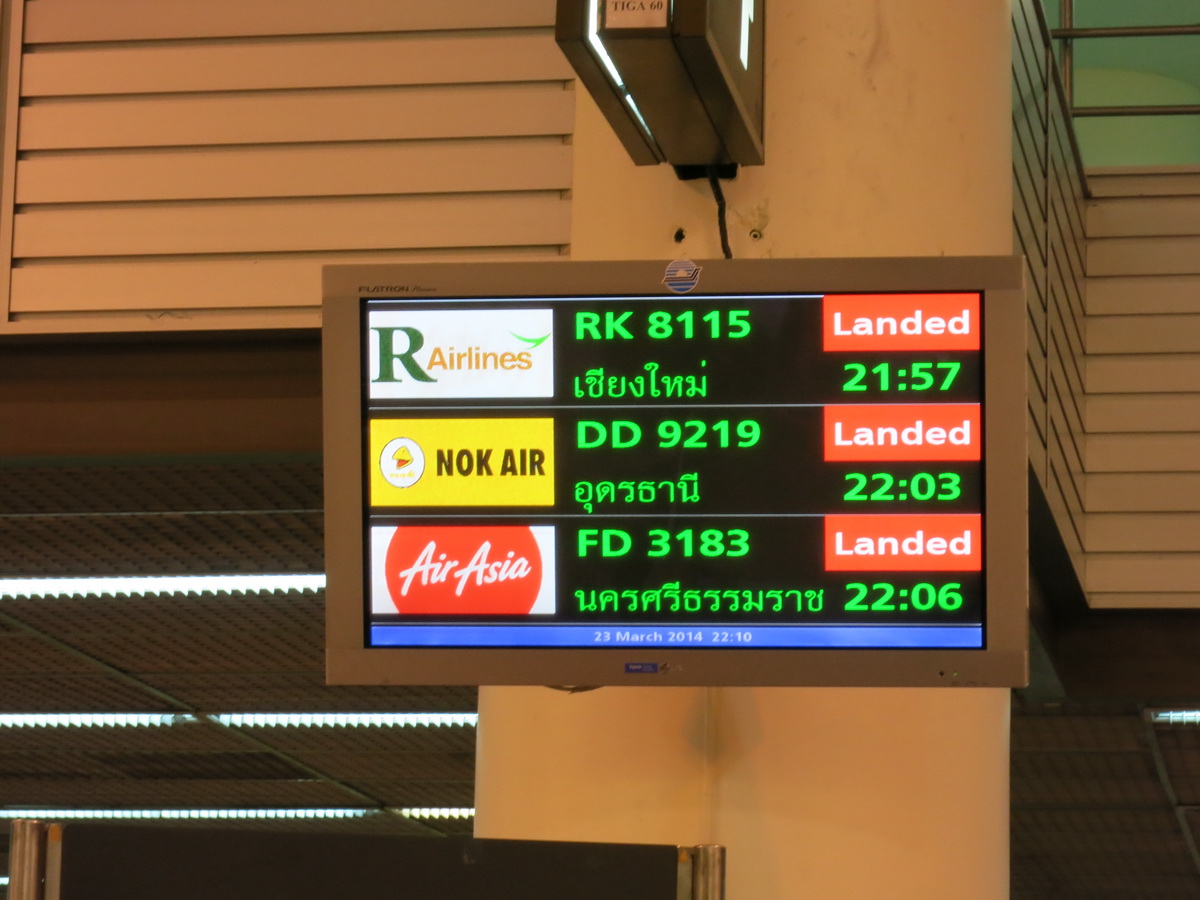 TIGA 60
FLATRON
R Airlines
RK 8115
Landed
เชียงใหม่
21:57
NOK AIR
DD 9219
Landed
อุดรธานี
22:03
AirAsia
FD 3183
Landed
นครศรีธรรมราช
22:06
23 March 2014 22:10